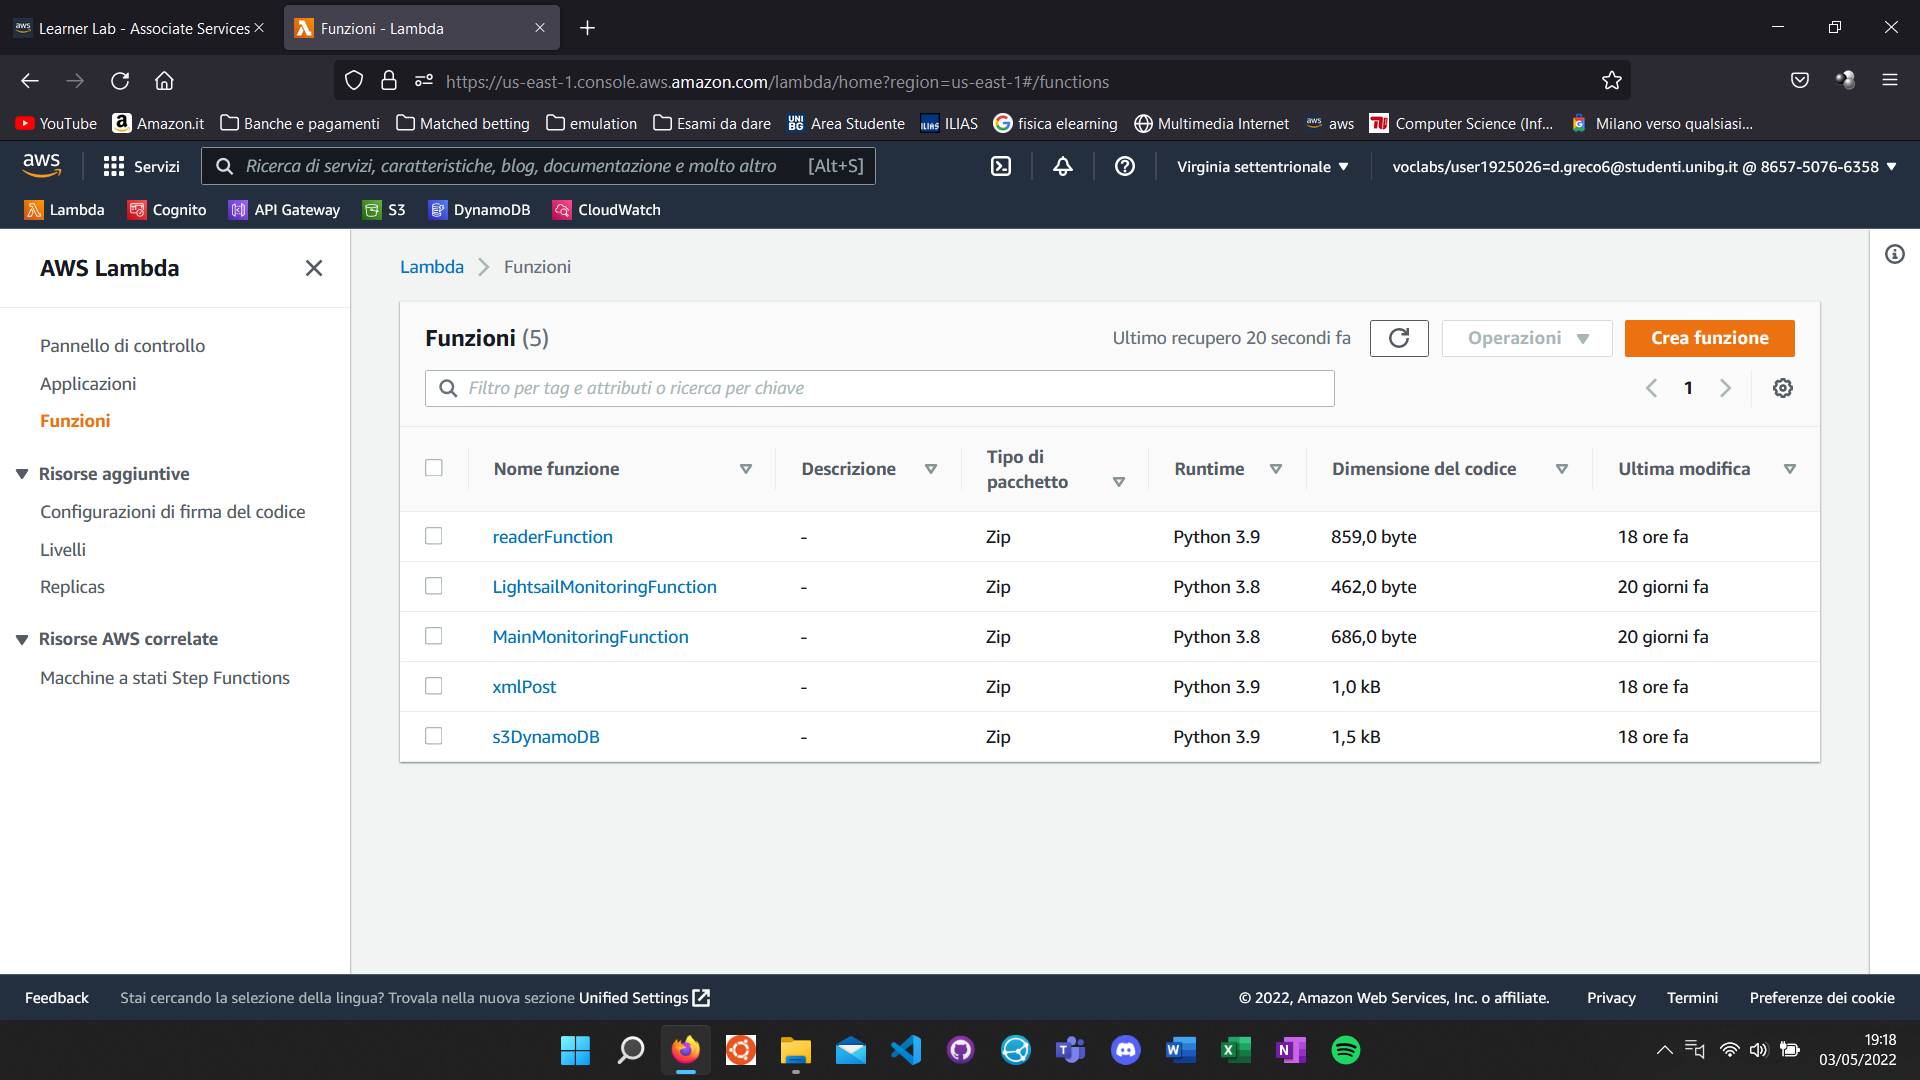 aws Learner Lab - Associate Services
Funzioni - Lambda
https://us-east-1.console.aws.amazon.com/lambda/home?region=us-east-1#/functions
YouTube
Amazon.it
Banche e pagamenti
Matched betting
emulation
Esami da dare
UNI BG Area Studente
ILIAS ILIAS
fisica elearning
Multimedia Internet
aws aws
Computer Science (Inf...
Milano verso qualsiasi...
aws
Servizi
Ricerca di servizi, caratteristiche, blog, documentazione e molto altro [Alt+S]
Virginia settentrionale
voclabs/user1925026=d.greco6@studenti.unibg.it @ 8657-5076-6358
Lambda
Cognito
API Gateway
S3
DynamoDB
CloudWatch
AWS Lambda
Pannello di controllo
Applicazioni
Funzioni
Risorse aggiuntive
Configurazioni di firma del codice
Livelli
Replicas
Risorse AWS correlate
Macchine a stati Step Functions
Lambda > Funzioni
Funzioni (5)
Ultimo recupero 20 secondi fa
Operazioni
Crea funzione
Filtro per tag e attributi o ricerca per chiave
1
Nome funzione Descrizione Tipo di pacchetto Runtime Dimensione del codice Ultima modifica
readerFunction - Zip Python 3.9 859,0 byte 18 ore fa
LightsailMonitoringFunction - Zip Python 3.8 462,0 byte 20 giorni fa
MainMonitoringFunction - Zip Python 3.8 686,0 byte 20 giorni fa
xmlPost - Zip Python 3.9 1,0 kB 18 ore fa
s3DynamoDB - Zip Python 3.9 1,5 kB 18 ore fa
Feedback
Stai cercando la selezione della lingua? Trovala nella nuova sezione Unified Settings
© 2022, Amazon Web Services, Inc. o affiliate.
Privacy
Termini
Preferenze dei cookie
19:18
03/05/2022